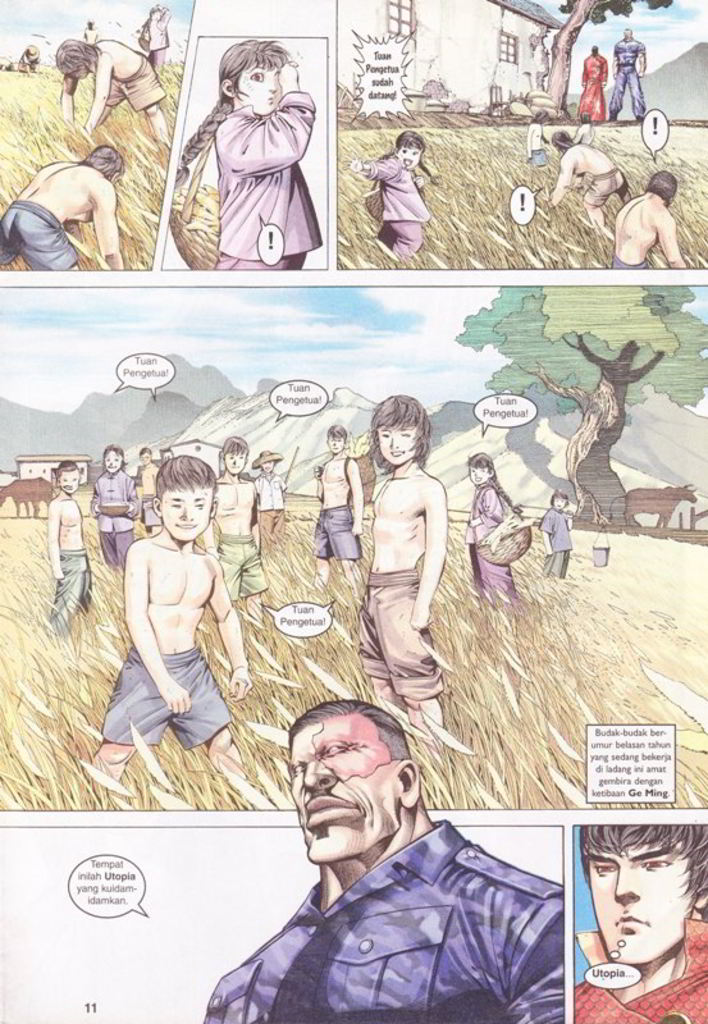 Tuan
Pengetua
sudah
datang!
!
!
!
Tuan
Pengetua!
Tuan
Pengetua!
Tuan
Pengetua!
Tuan
Pengetua!
Budak-budak ber-
umur belasan tahun
yang sedang bekerja
di ladang ini amat
gembira dengan
ketibaan Ge Ming.
Tempat
inilah Utopia
yang kuidam-
idamkan.
Utopia...
11